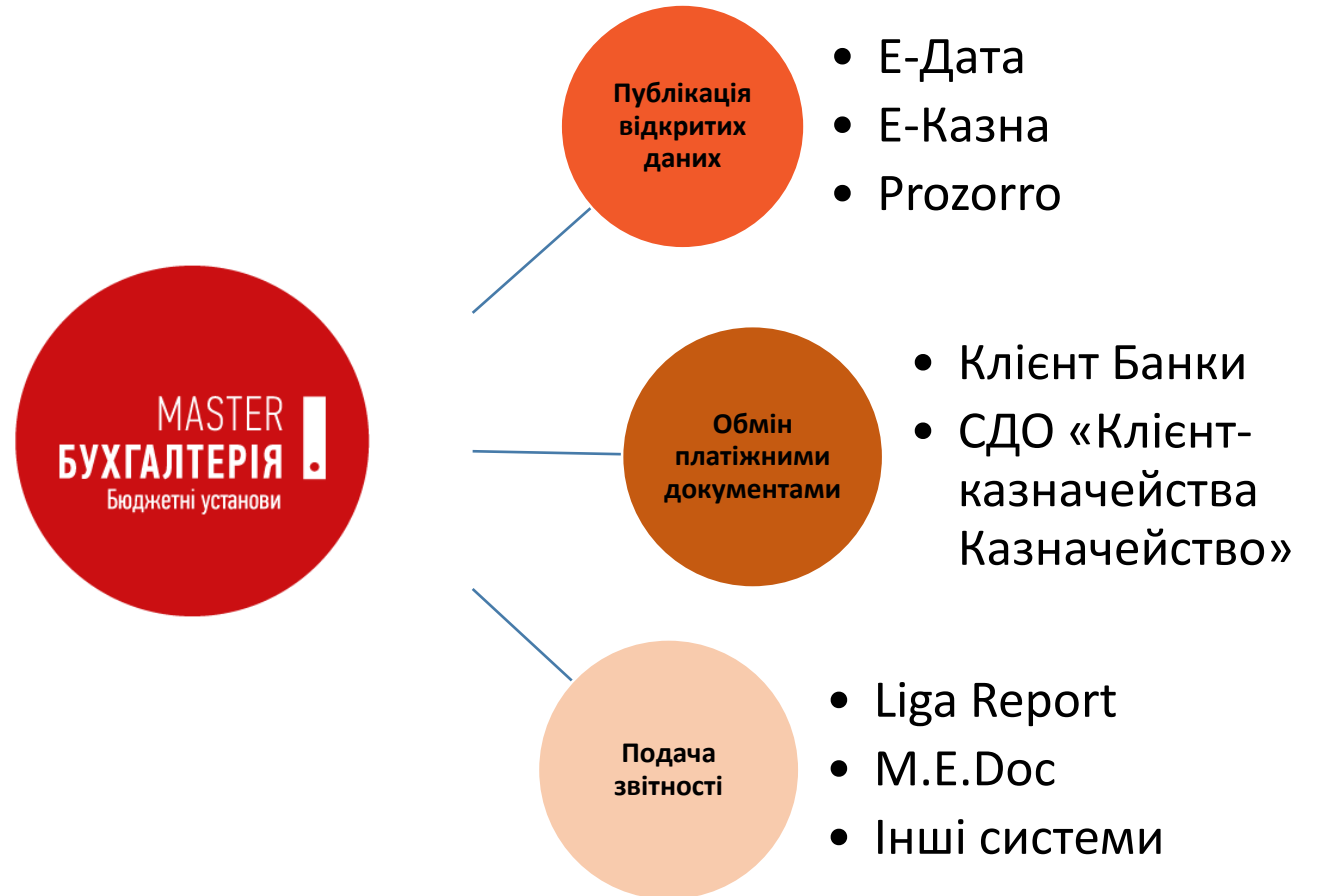 MASTER
БУХГАЛТЕРІЯ
Бюджетні установи
Публікація
відкритих
даних
• Е-Дата
• Е-Казна
• Prozorro
Обмін
платіжними
документами
• Клієнт Банки
• СДО «Клієнт-
казначейства
Казначейство»
Подача
звітності
• Liga Report
• M.E.Doc
• Інші системи